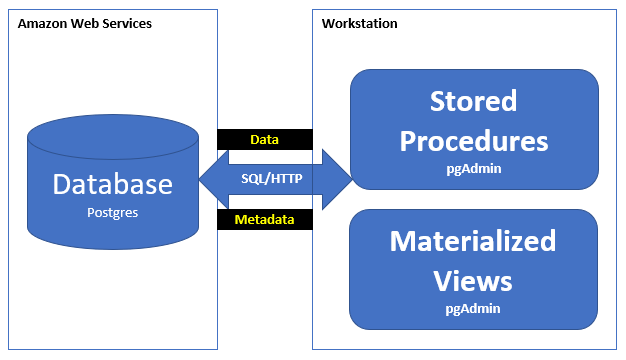 Amazon Web Services
Database
Postgres
Data
SQL/HTTP
Metadata
Workstation
Stored
Procedures
pgAdmin
Materialized
Views
pgAdmin